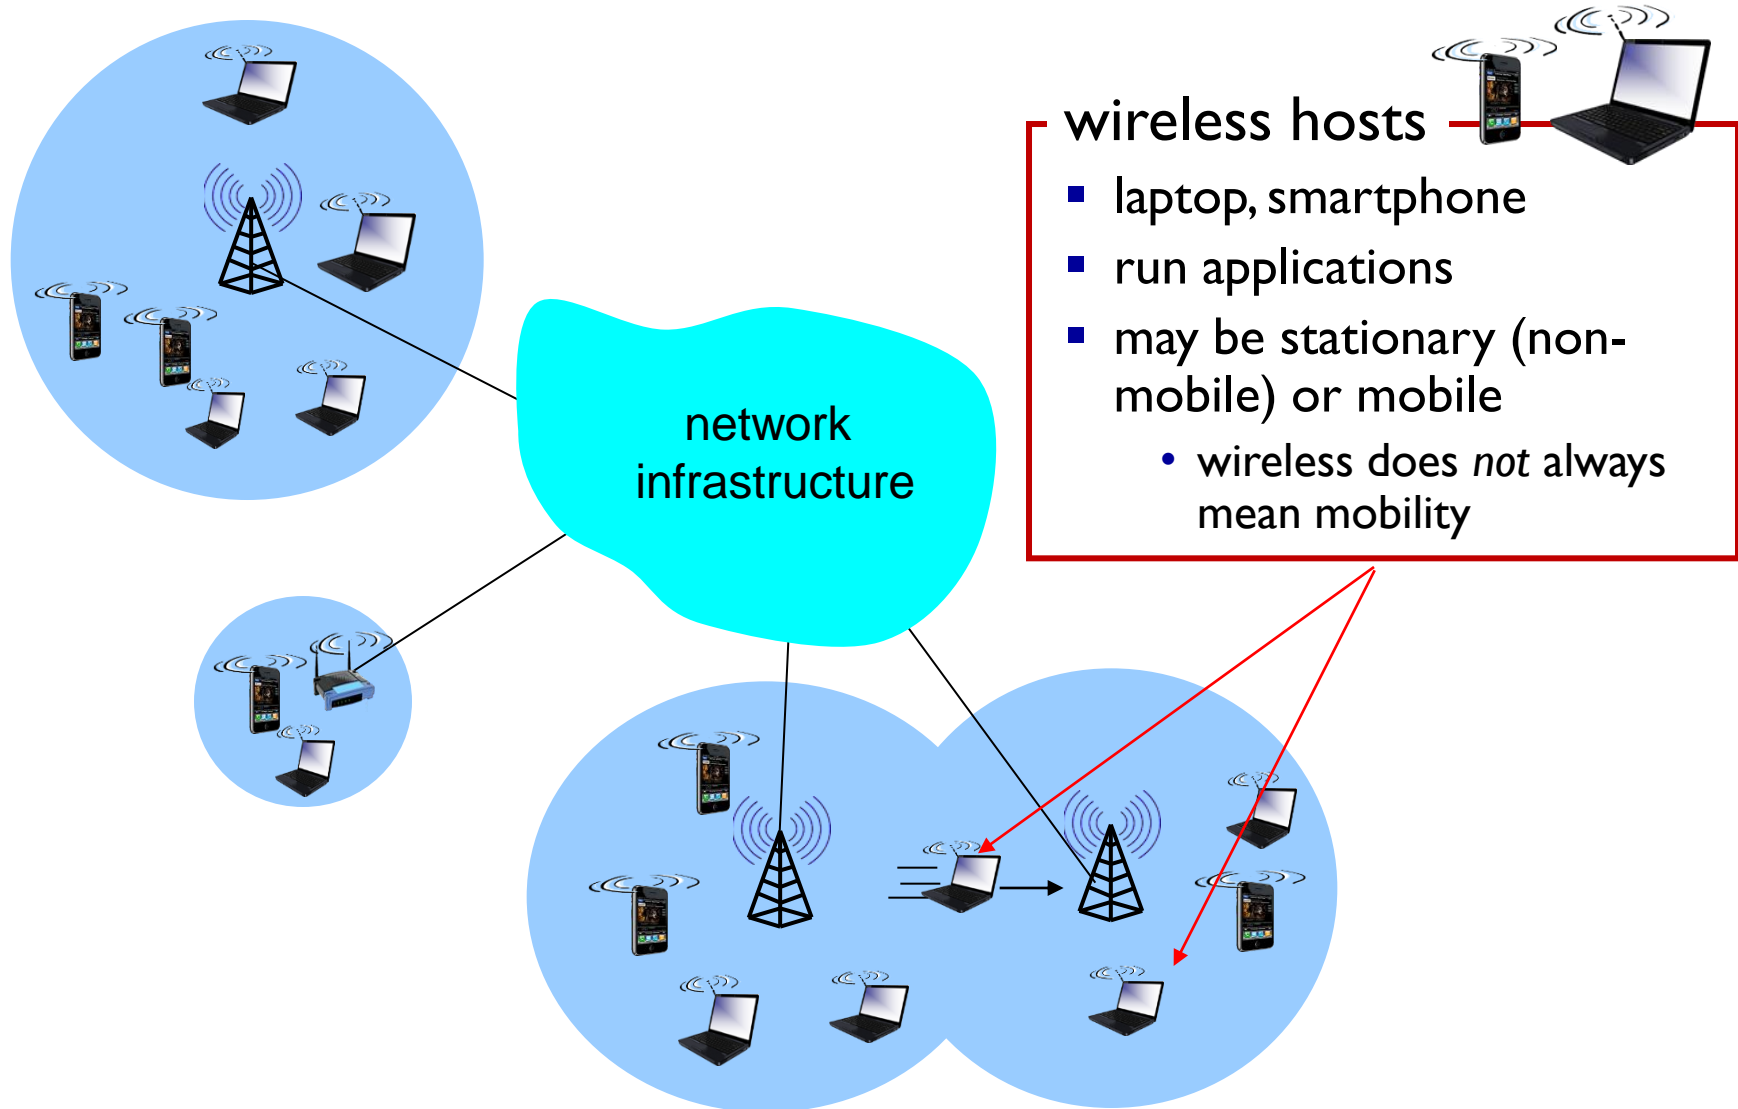 wireless hosts
▪ laptop, smartphone
▪ run applications
▪ may be stationary (non-
mobile) or mobile
• wireless does not always
mean mobility
network
infrastructure